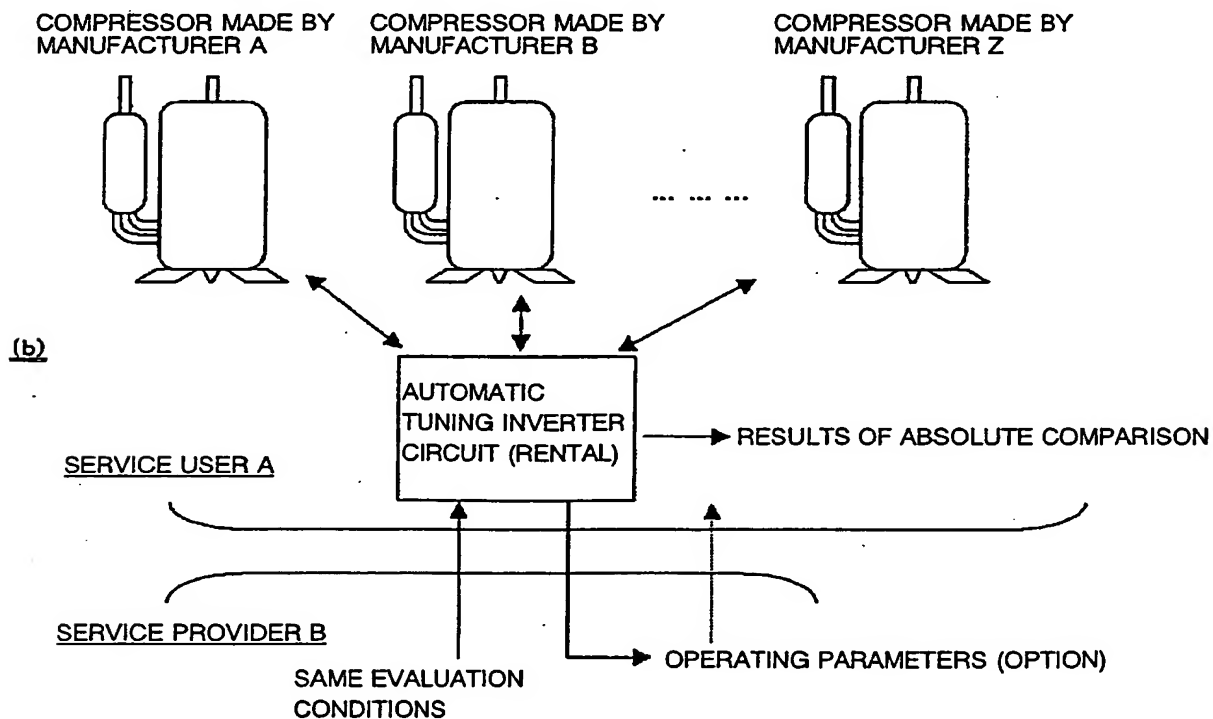 COMPRESSOR MADE BY
MANUFACTURER A
COMPRESSOR MADE BY
MANUFACTURER B
COMPRESSOR MADE BY
MANUFACTURER Z
... ... ...
(b)
AUTOMATIC
TUNING INVERTER
CIRCUIT (RENTAL)
RESULTS OF ABSOLUTE COMPARISON
SERVICE USER A
SERVICE PROVIDER B
OPERATING PARAMETERS (OPTION)
SAME EVALUATION
CONDITIONS